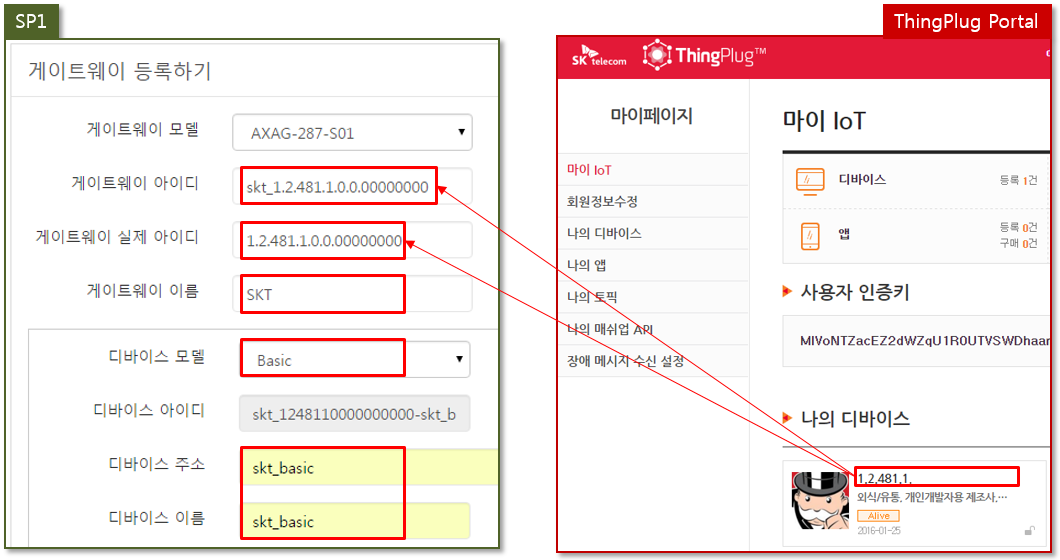 SP1
게이트웨이 등록하기
게이트웨이 모델
AXAG-287-S01
게이트웨이 아이디
skt_1.2.481.1.0.0.00000000
게이트웨이 실제 아이디
1.2.481.1.0.0.00000000
게이트웨이 이름
SKT
디바이스 모델
Basic
디바이스 아이디
skt_1248110000000000-skt_b
디바이스 주소
skt_basic
디바이스 이름
skt_basic
ThingPlug Portal
SK telecom
ThingPlug™
마이페이지
마이 IoT
회원정보수정
나의 디바이스
나의 앱
나의 토픽
나의 매쉬업 API
장애 메시지 수신 설정
마이 IoT
디바이스
등록 1건
앱
등록 0건
구매 0건
사용자 인증키
나의 디바이스
1,2,481,1,
외식/유통, 개인개발자용 제조사,…
Alive
2016-01-25